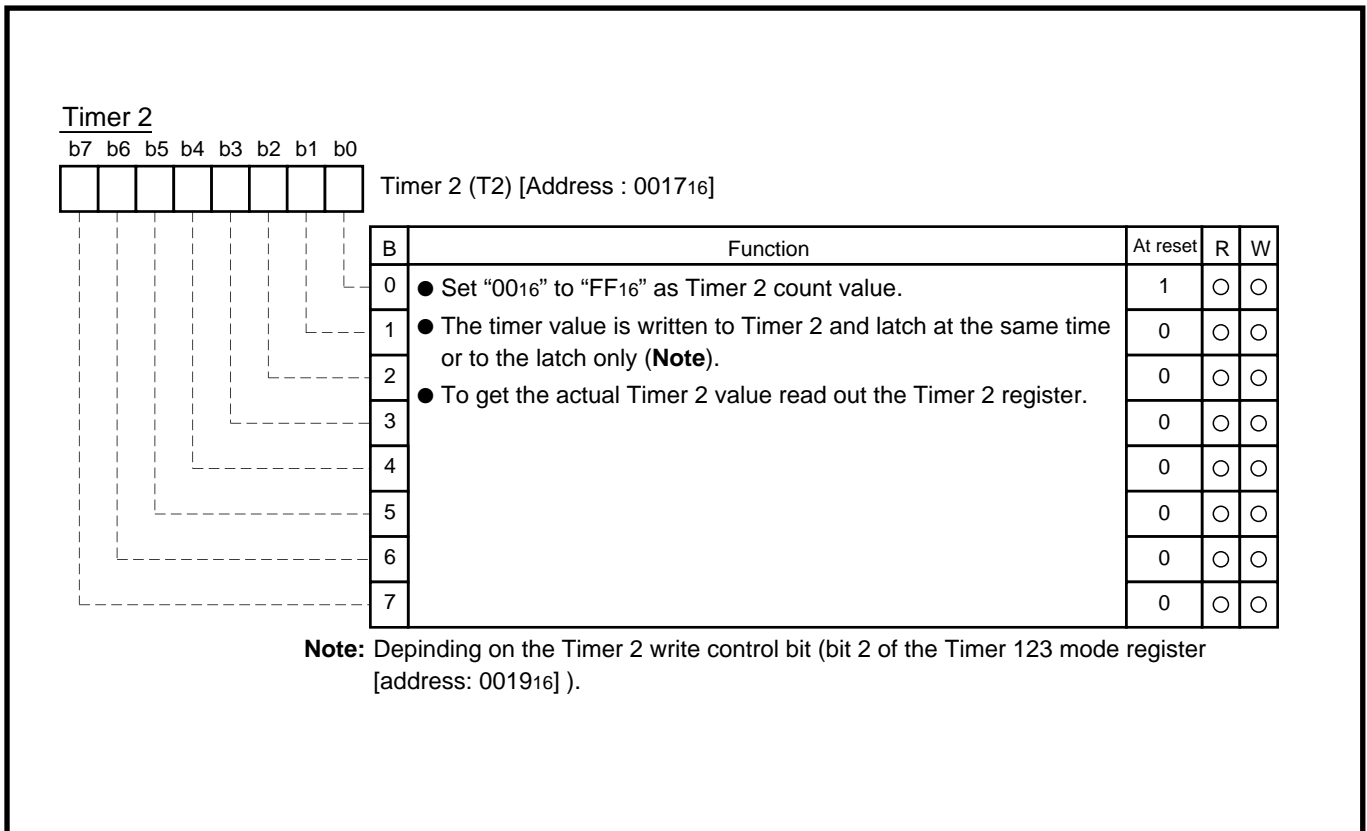 Timer 2
b7 b6 b5 b4 b3 b2 b1 b0
Timer 2 (T2) [Address : 0017₁₆]
B Function At reset R W
0 ● Set “00₁₆” to “FF₁₆” as Timer 2 count value. 1 ○ ○
1 ● The timer value is written to Timer 2 and latch at the same time 0 ○ ○
or to the latch only (Note).
2 0 ○ ○
● To get the actual Timer 2 value read out the Timer 2 register.
3 0 ○ ○
4 0 ○ ○
5 0 ○ ○
6 0 ○ ○
7 0 ○ ○
Note: Depinding on the Timer 2 write control bit (bit 2 of the Timer 123 mode register
[address: 0019₁₆] ).